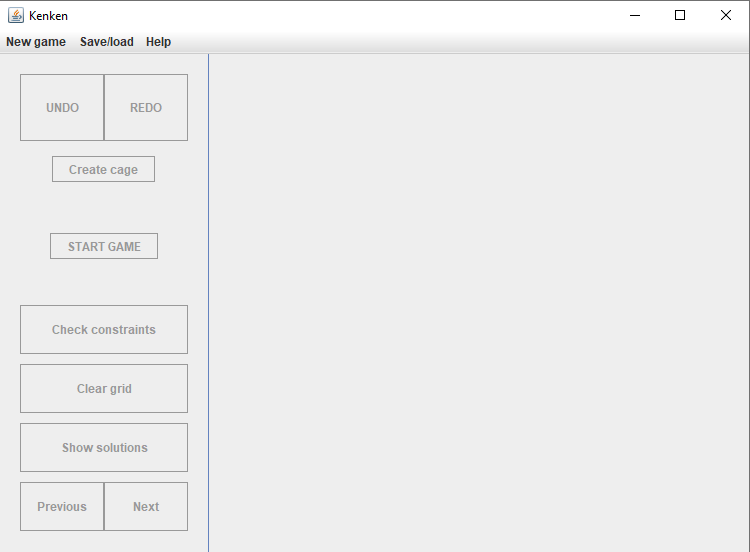 Kenken
New game Save/load Help
UNDO REDO
Create cage
START GAME
Check constraints
Clear grid
Show solutions
Previous Next